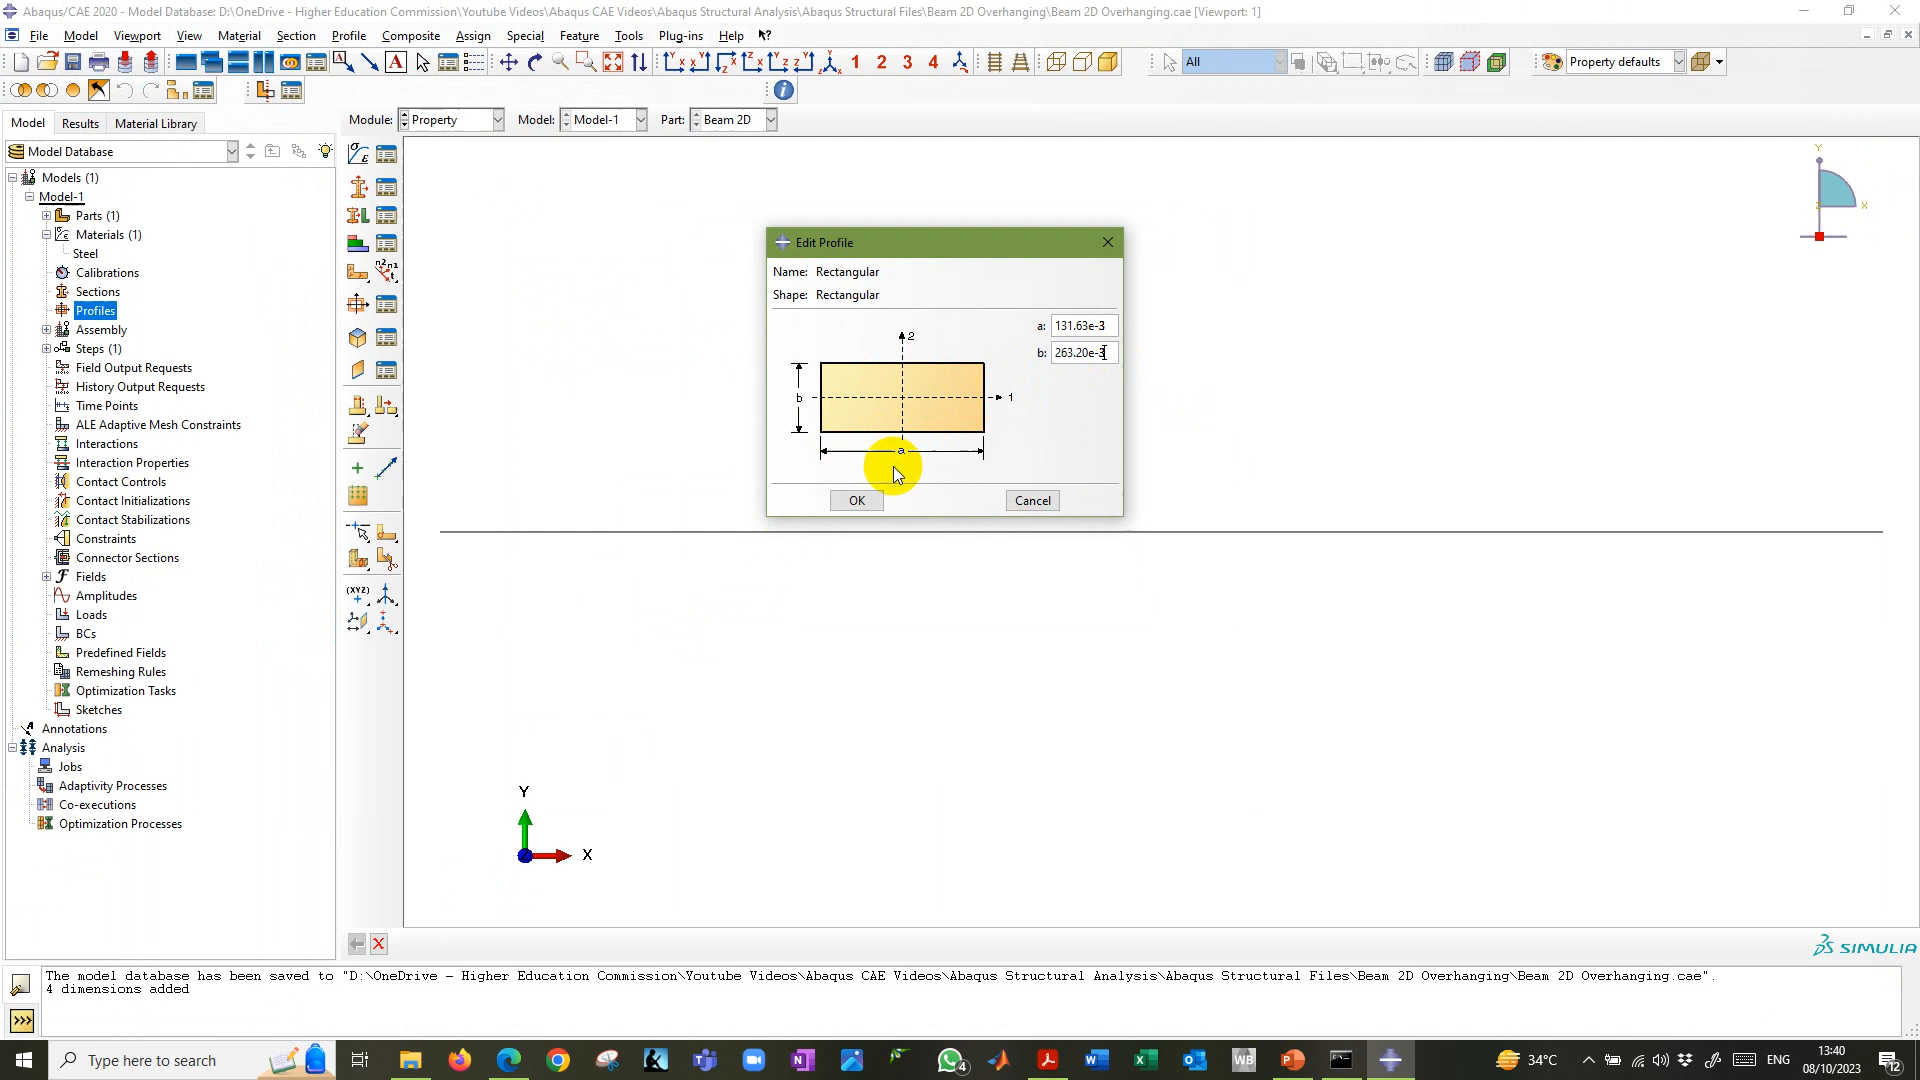 Abaqus/CAE 2020 - Model Database: D:\OneDrive - Higher Education Commission\Youtube Videos\Abaqus CAE Videos\Abaqus Structural Analysis\Abaqus Structural Files\Beam 2D Overhanging\Beam 2D Overhanging.cae [Viewport: 1]
File Model Viewport View Material Section Profile Composite Assign Special Feature Tools Plug-ins Help
1 2 3 4 All Property defaults
Model Results Material Library
Module: Property Model: Model-1 Part: Beam 2D
Model Database
Models (1)
Model-1
Parts (1)
Materials (1)
Steel
Calibrations
Sections
Profiles
Assembly
Steps (1)
Field Output Requests
History Output Requests
Time Points
ALE Adaptive Mesh Constraints
Interactions
Interaction Properties
Contact Controls
Contact Initializations
Contact Stabilizations
Constraints
Connector Sections
Fields
Amplitudes
Loads
BCs
Predefined Fields
Remeshing Rules
Optimization Tasks
Sketches
Annotations
Analysis
Jobs
Adaptivity Processes
Co-executions
Optimization Processes
Edit Profile
Name: Rectangular
Shape: Rectangular
a: 131.63e-3
b: 263.20e-3
2
b
1
a
OK Cancel
Y
X
Y
X
SIMULIA
The model database has been saved to "D:\OneDrive - Higher Education Commission\Youtube Videos\Abaqus CAE Videos\Abaqus Structural Analysis\Abaqus Structural Files\Beam 2D Overhanging\Beam 2D Overhanging.cae".
4 dimensions added
Type here to search
34°C
ENG
13:40
08/10/2023